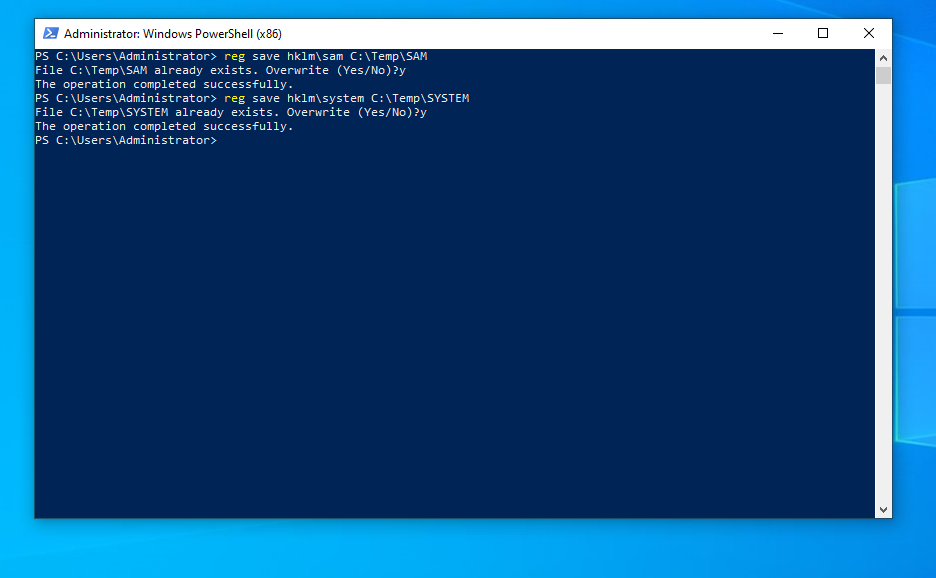 Administrator: Windows PowerShell (x86)
PS C:\Users\Administrator> reg save hklm\sam C:\Temp\SAM
File C:\Temp\SAM already exists. Overwrite (Yes/No)?y
The operation completed successfully.
PS C:\Users\Administrator> reg save hklm\system C:\Temp\SYSTEM
File C:\Temp\SYSTEM already exists. Overwrite (Yes/No)?y
The operation completed successfully.
PS C:\Users\Administrator>